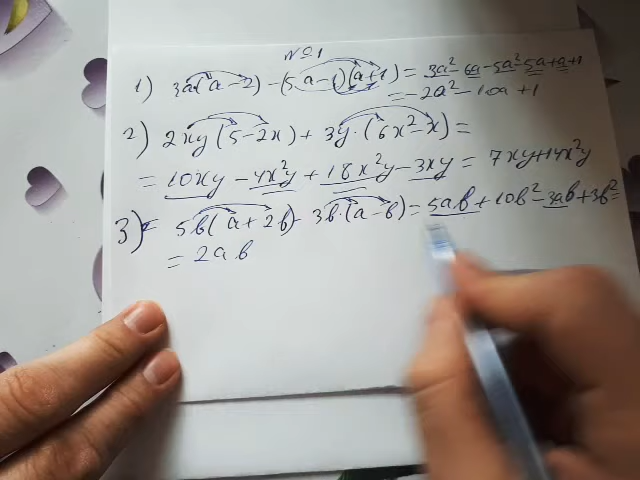 №1
1) 3a(a-2)-(5a-1)(a+1)=3a²-6a-5a²-5a+a+1
=-2a²-10a+1
2) 2xy(5-2x)+3y·(6x²-x)=
=10xy-4x²y+18x²y-3xy=7xy+14x²y
3) = 5b(a+2b)-3b·(a-b)=5ab+10b²-3ab+3b²=
=2ab